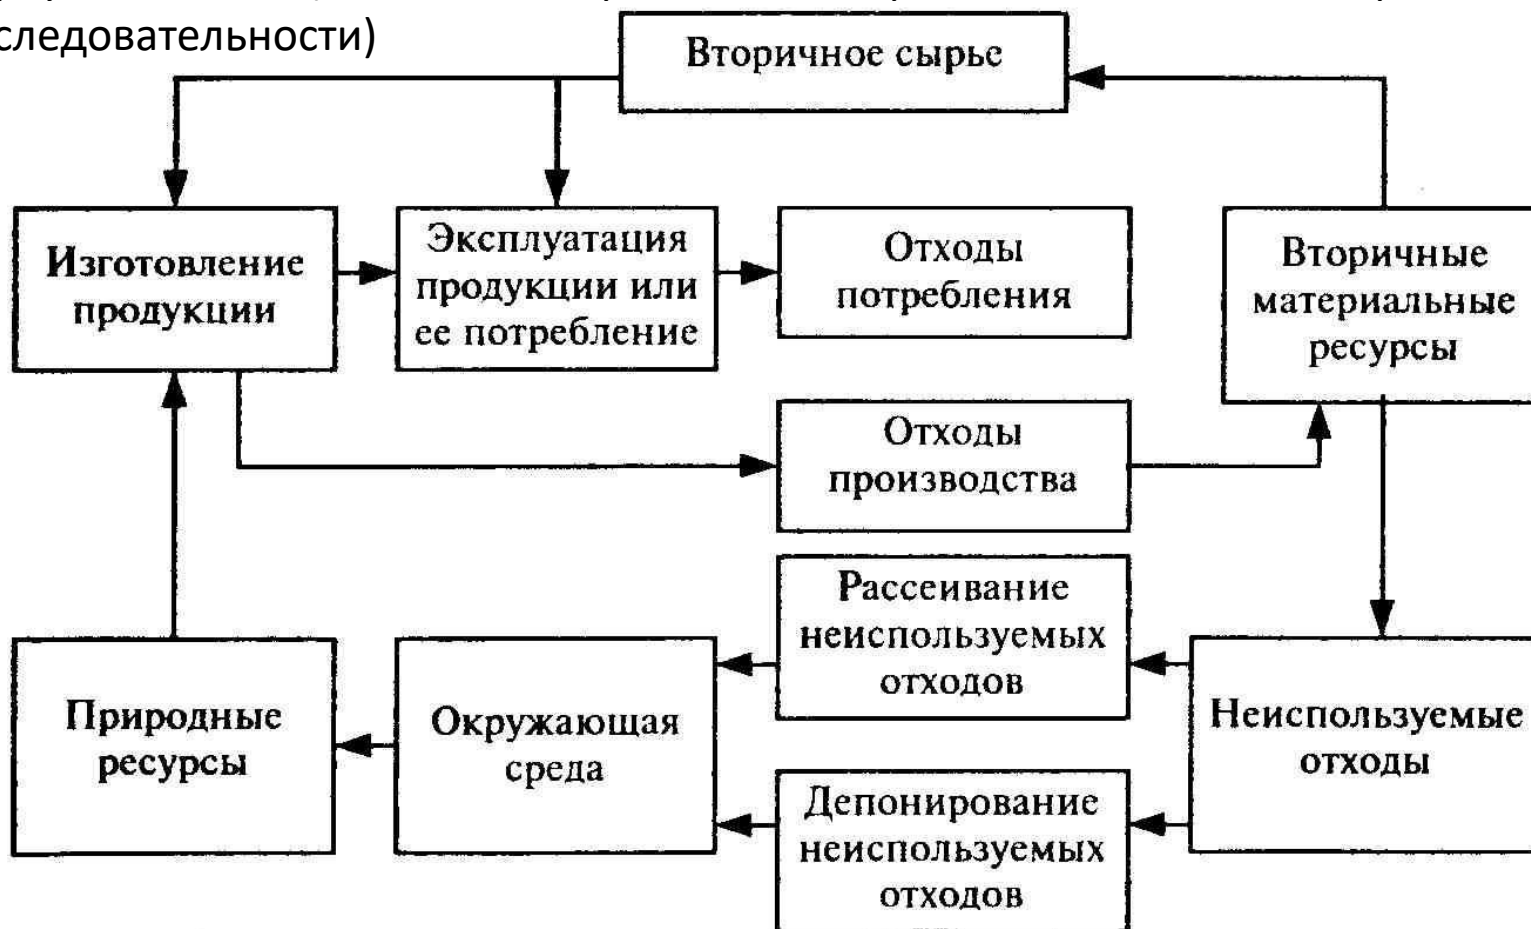 следовательности)
Вторичное сырье
Изготовление
продукции
Эксплуатация
продукции или
ее потребление
Отходы
потребления
Вторичные
материальные
ресурсы
Отходы
производства
Рассеивание
неиспользуемых
отходов
Природные
ресурсы
Окружающая
среда
Неиспользуемые
отходы
Депонирование
неиспользуемых
отходов